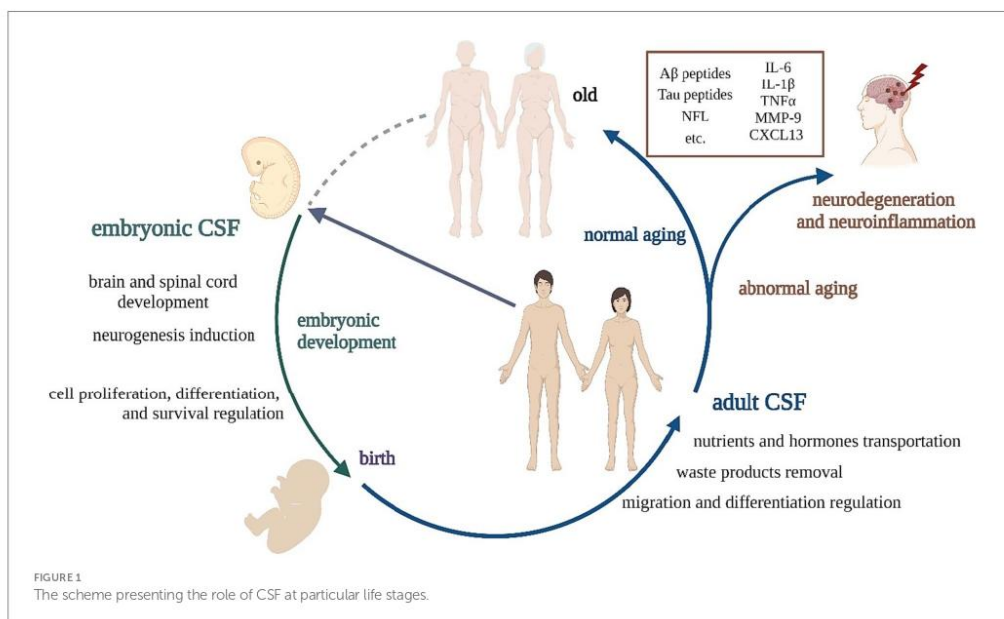 old
Aβ peptides
Tau peptides
NFL
etc.
IL-6
IL-1β
TNFα
MMP-9
CXCL13
neurodegeneration
and neuroinflammation
normal aging
abnormal aging
embryonic CSF
brain and spinal cord
development
neurogenesis induction
cell proliferation, differentiation,
and survival regulation
embryonic
development
birth
adult CSF
nutrients and hormones transportation
waste products removal
migration and differentiation regulation
FIGURE 1
The scheme presenting the role of CSF at particular life stages.